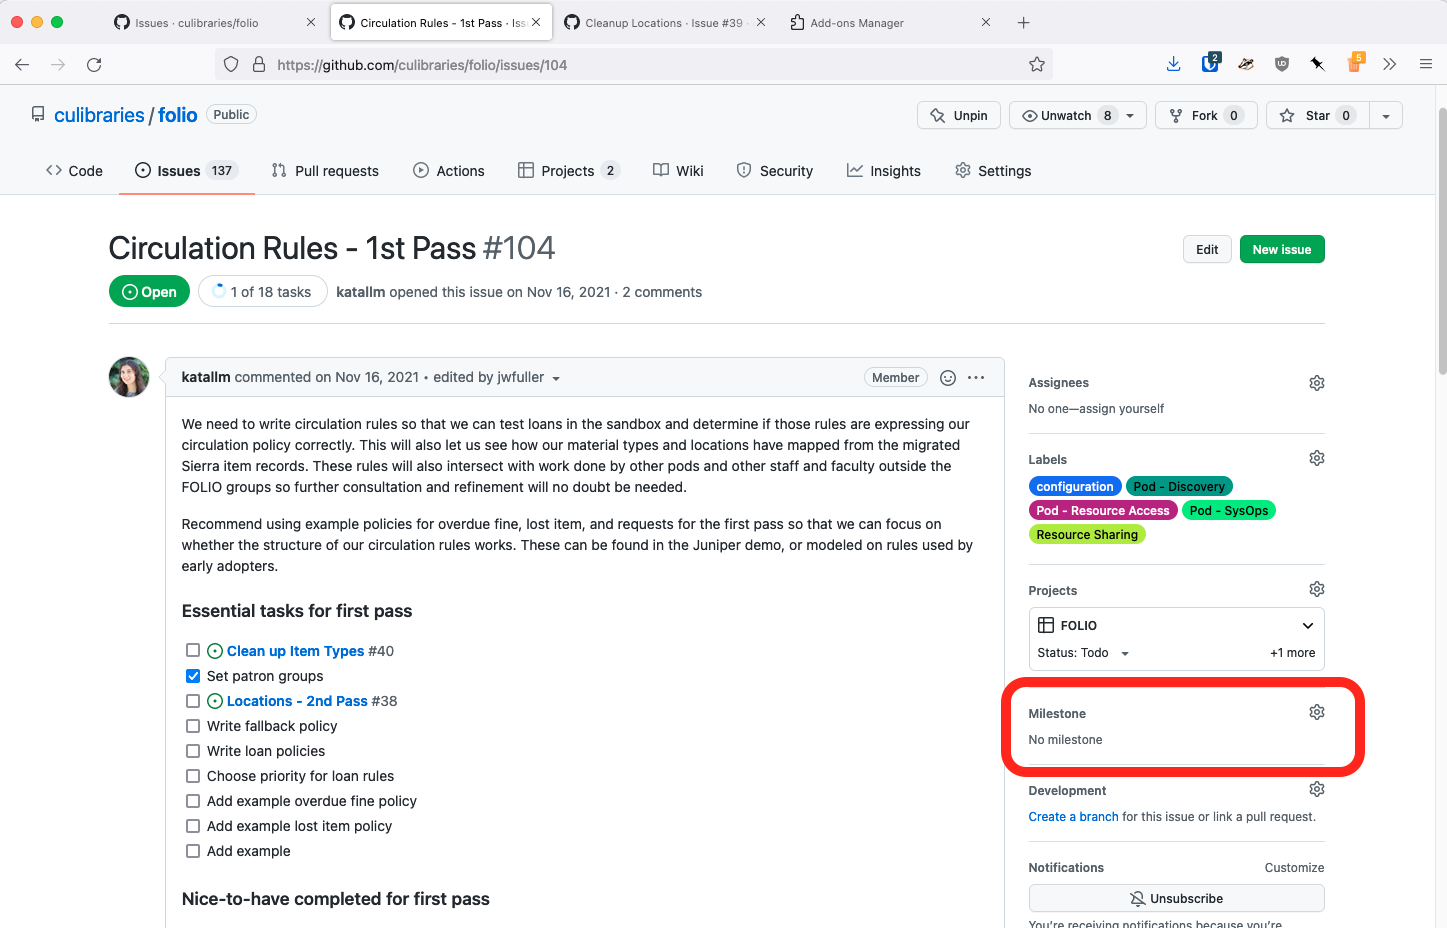 Issues · culibraries/folio
Circulation Rules - 1st Pass · Iss
Cleanup Locations · Issue #39 ·
Add-ons Manager
https://github.com/culibraries/folio/issues/104
2
UD
5
culibraries / folio Public
Unpin
Unwatch 8
Fork 0
Star 0
Code
Issues 137
Pull requests
Actions
Projects 2
Wiki
Security
Insights
Settings
Circulation Rules - 1st Pass #104
Edit
New issue
Open
1 of 18 tasks
katallm opened this issue on Nov 16, 2021 · 2 comments
katallm commented on Nov 16, 2021 • edited by jwfuller
Member
We need to write circulation rules so that we can test loans in the sandbox and determine if those rules are expressing our
circulation policy correctly. This will also let us see how our material types and locations have mapped from the migrated
Sierra item records. These rules will also intersect with work done by other pods and other staff and faculty outside the
FOLIO groups so further consultation and refinement will no doubt be needed.
Recommend using example policies for overdue fine, lost item, and requests for the first pass so that we can focus on
whether the structure of our circulation rules works. These can be found in the Juniper demo, or modeled on rules used by
early adopters.
Essential tasks for first pass
Clean up Item Types #40
Set patron groups
Locations - 2nd Pass #38
Write fallback policy
Write loan policies
Choose priority for loan rules
Add example overdue fine policy
Add example lost item policy
Add example
Nice-to-have completed for first pass
Assignees
No one—assign yourself
Labels
configuration
Pod - Discovery
Pod - Resource Access
Pod - SysOps
Resource Sharing
Projects
FOLIO
Status: Todo
+1 more
Milestone
No milestone
Development
Create a branch for this issue or link a pull request.
Notifications
Customize
Unsubscribe
You're receiving notifications because you're